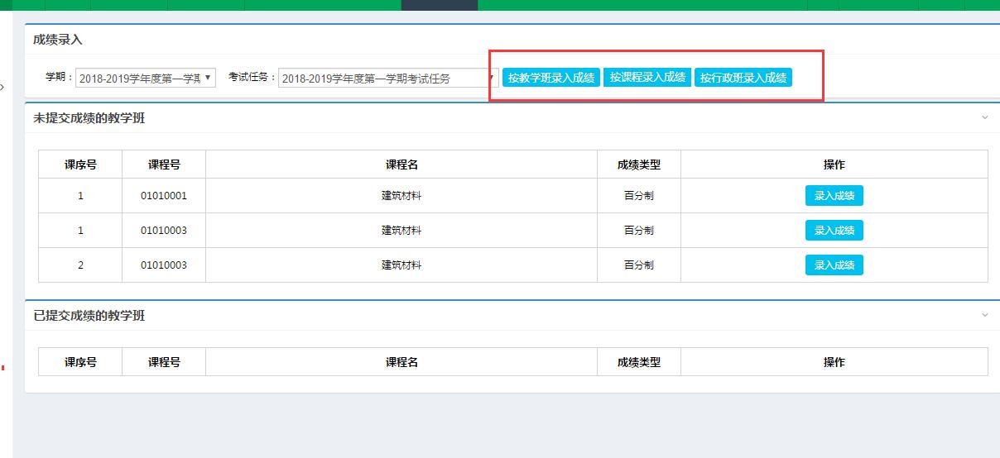 成绩录入
学期： 2018-2019学年度第一学期 考试任务： 2018-2019学年度第一学期考试任务 按教学班录入成绩 按课程录入成绩 按行政班录入成绩
未提交成绩的教学班
课序号 课程号 课程名 成绩类型 操作
1 01010001 建筑材料 百分制 录入成绩
1 01010003 建筑材料 百分制 录入成绩
2 01010003 建筑材料 百分制 录入成绩
已提交成绩的教学班
课序号 课程号 课程名 成绩类型 操作